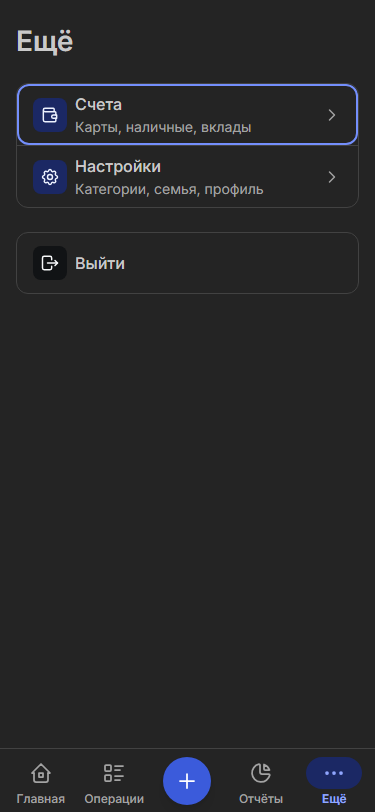 Ещё
Счета
Карты, наличные, вклады
Настройки
Категории, семья, профиль
Выйти
Главная
Операции
Отчёты
Ещё